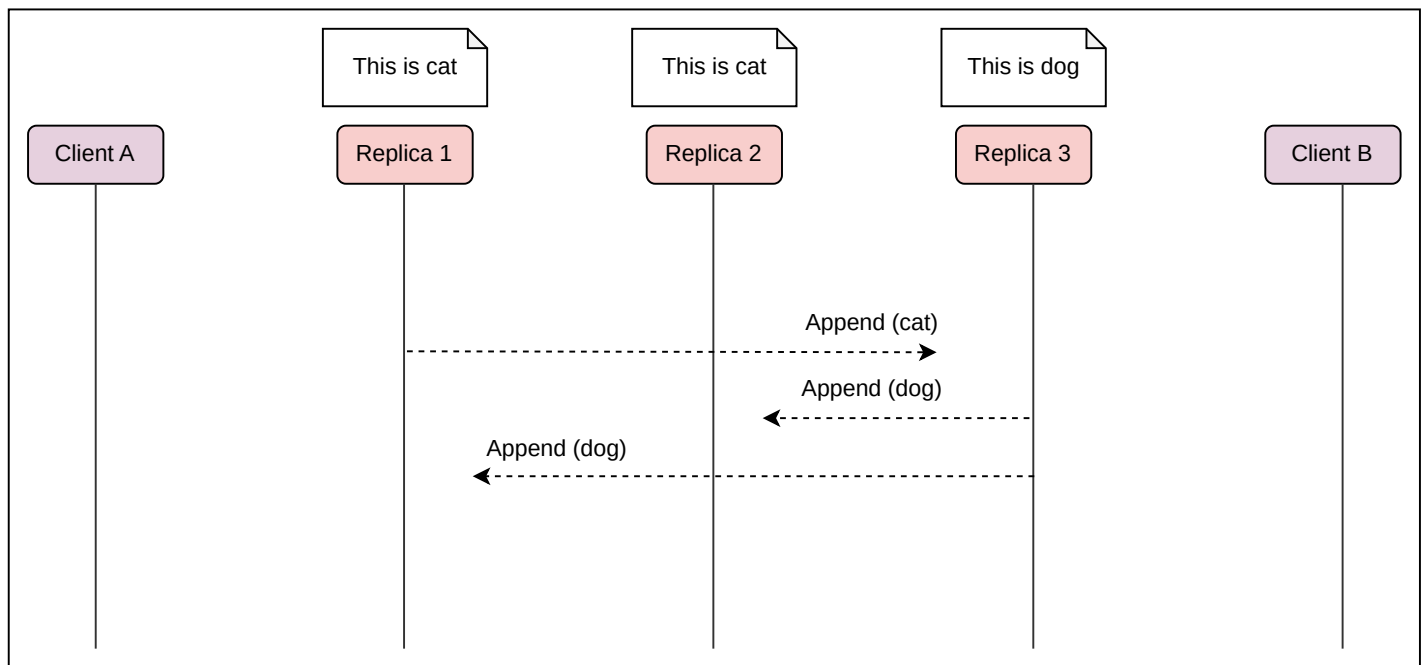 This is cat
This is cat
This is dog
Client A
Replica 1
Replica 2
Replica 3
Client B
Append (cat)
Append (dog)
Append (dog)